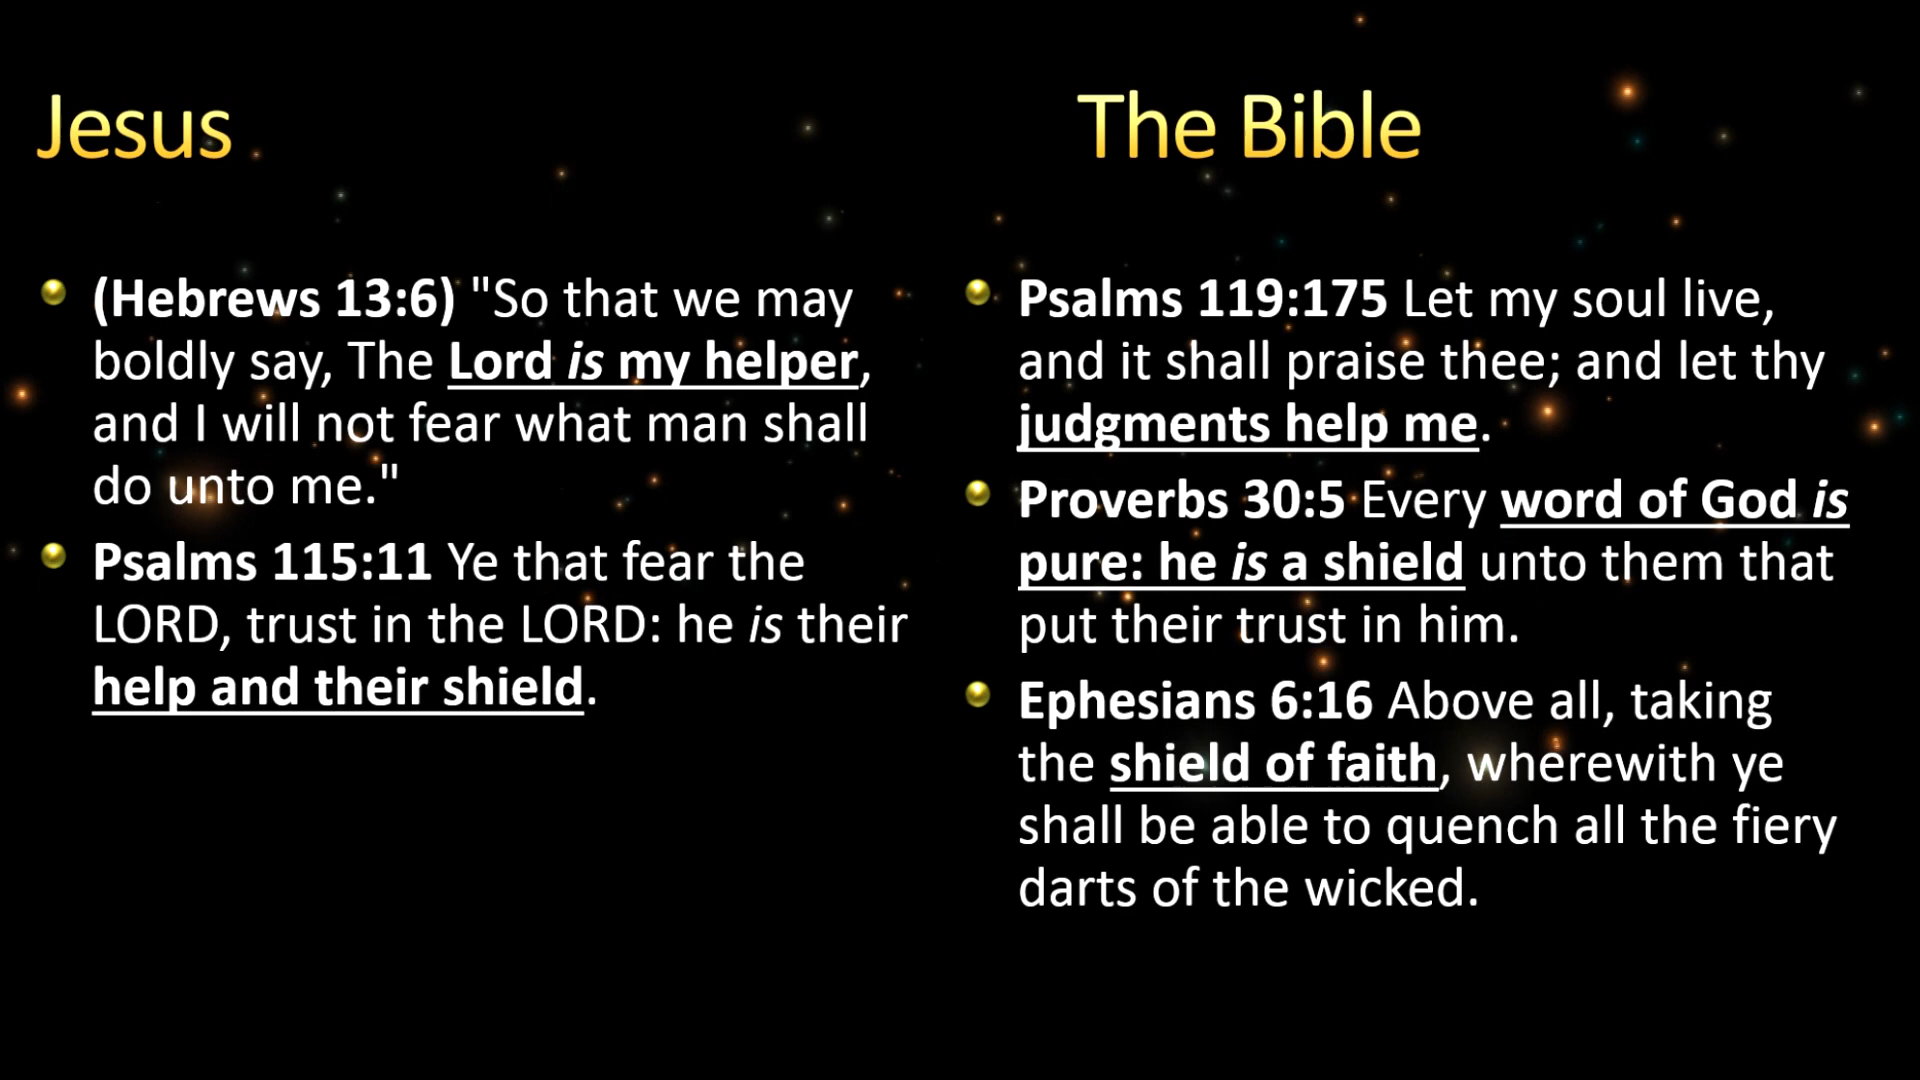 Jesus
(Hebrews 13:6) "So that we may
boldly say, The Lord is my helper,
and I will not fear what man shall
do unto me."
Psalms 115:11 Ye that fear the
LORD, trust in the LORD: he is their
help and their shield.
The Bible
Psalms 119:175 Let my soul live,
and it shall praise thee; and let thy
judgments help me.
Proverbs 30:5 Every word of God is
pure: he is a shield unto them that
put their trust in him.
Ephesians 6:16 Above all, taking
the shield of faith, wherewith ye
shall be able to quench all the fiery
darts of the wicked.